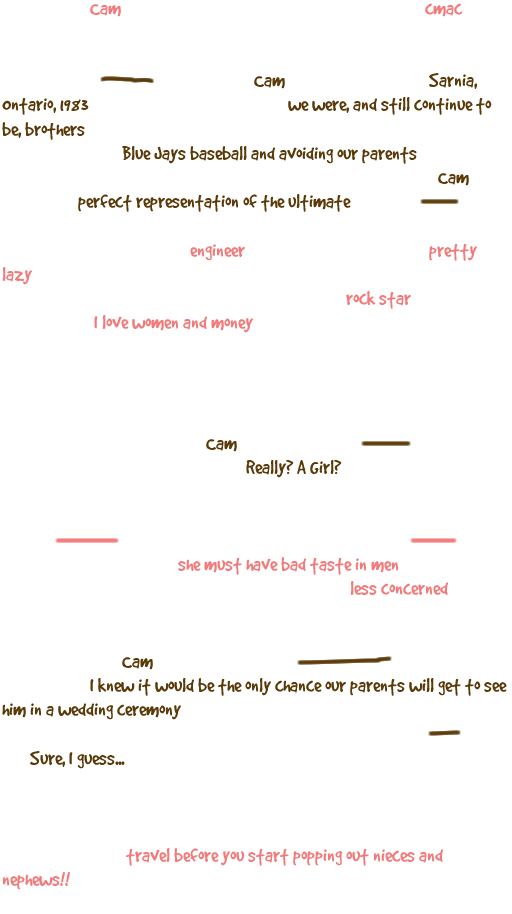 Cam cmac
Cam Sarnia,
Ontario, 1983 we were, and still continue to
be, brothers
Blue Jays baseball and avoiding our parents
Cam
perfect representation of the ultimate
engineer pretty
lazy
rock star
I love women and money
Cam
Really? A Girl?
she must have bad taste in men
less concerned
Cam
I knew it would be the only chance our parents will get to see
him in a wedding ceremony
Sure, I guess...
travel before you start popping out nieces and
nephews!!